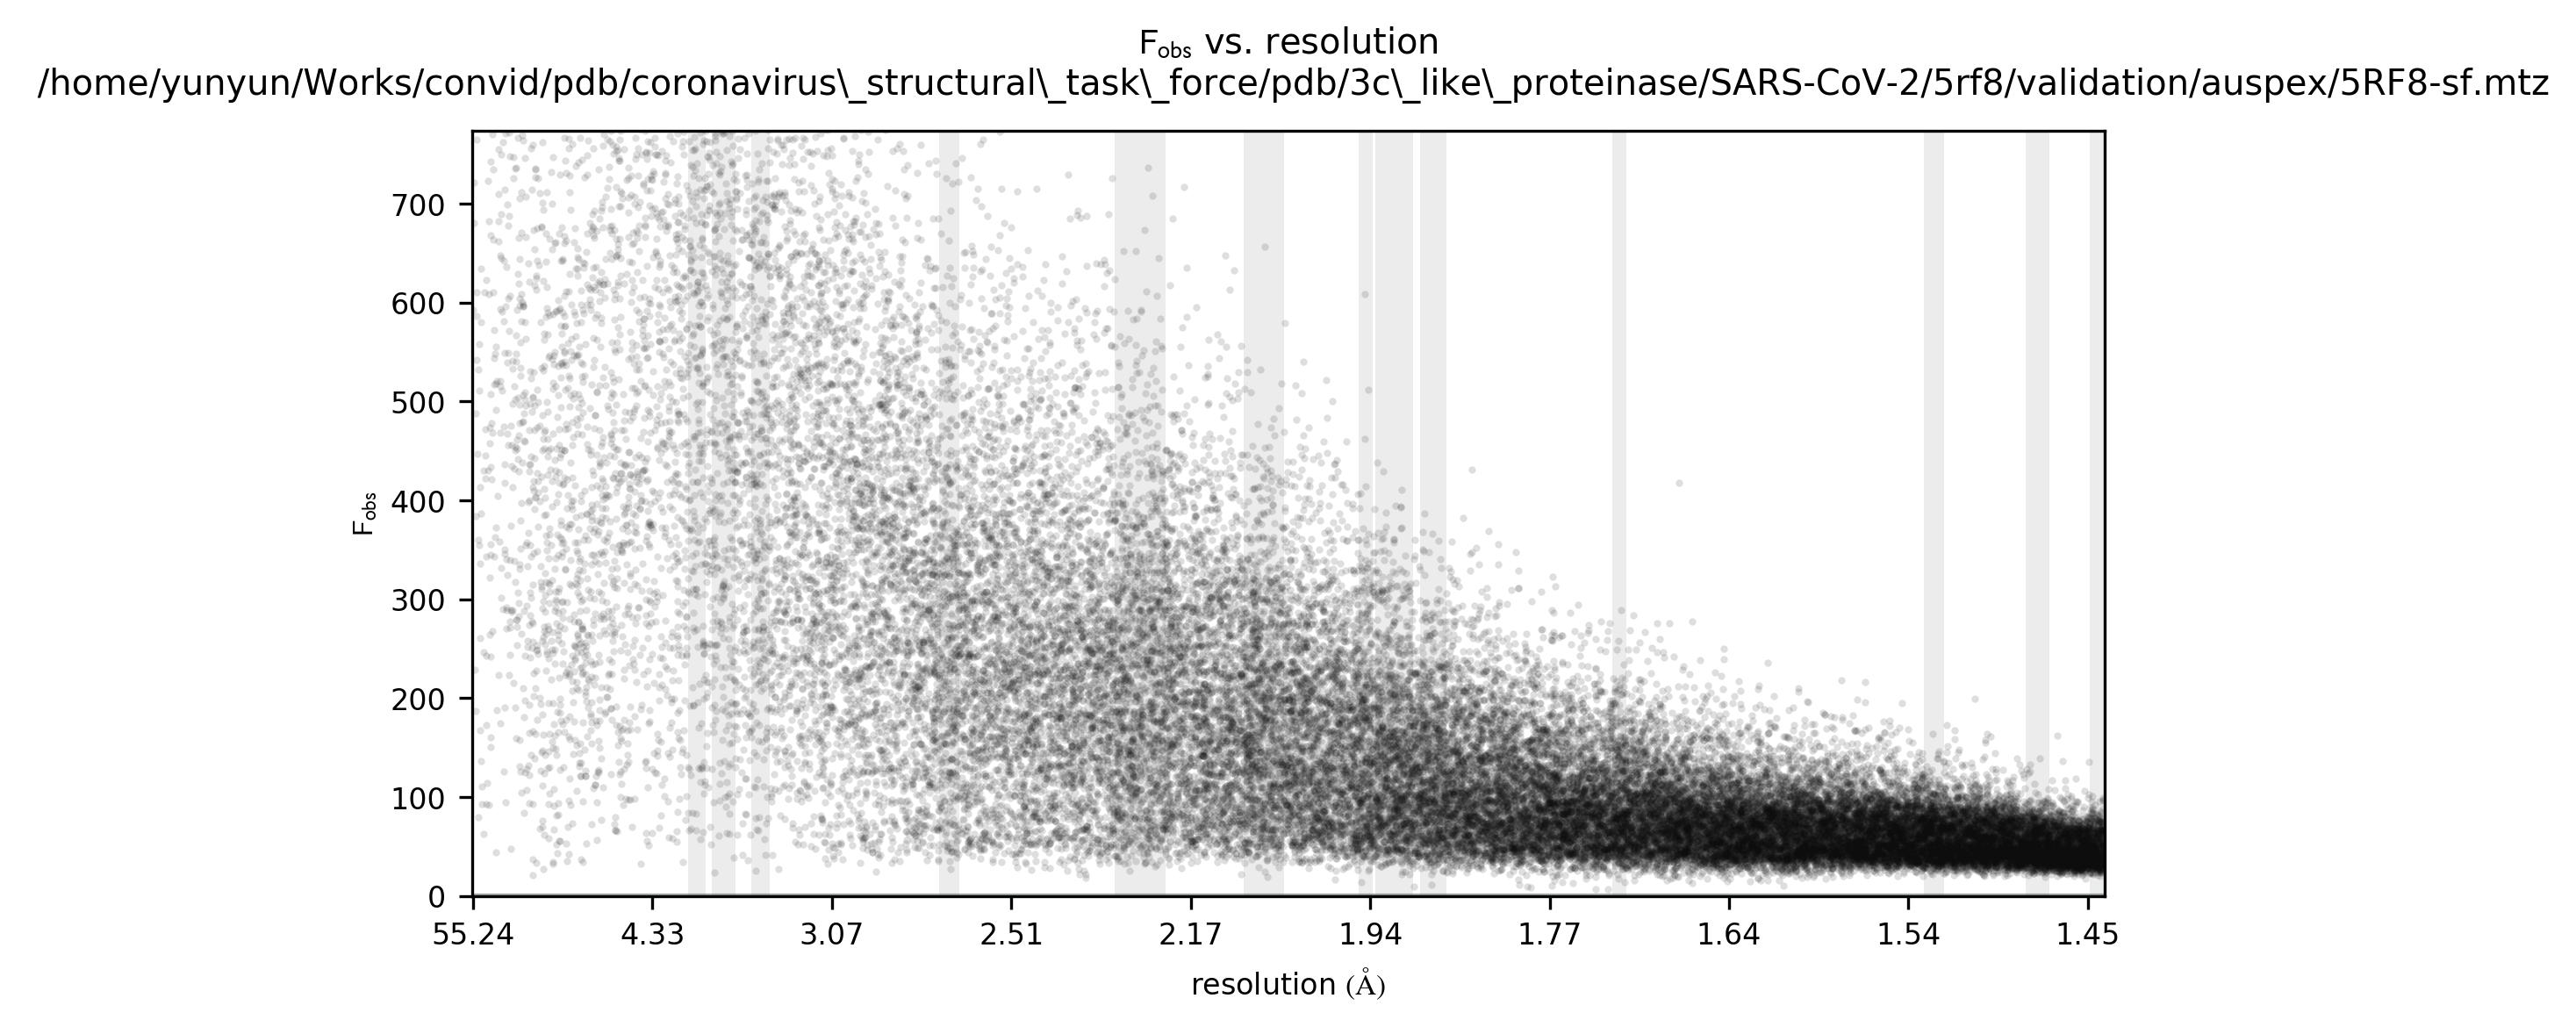 F_obs vs. resolution
/home/yunyun/Works/convid/pdb/coronavirus\_structural\_task\_force/pdb/3c\_like\_proteinase/SARS-CoV-2/5rf8/validation/auspex/5RF8-sf.mtz
F_obs
700
600
500
400
300
200
100
0
55.24 4.33 3.07 2.51 2.17 1.94 1.77 1.64 1.54 1.45
resolution (Å)